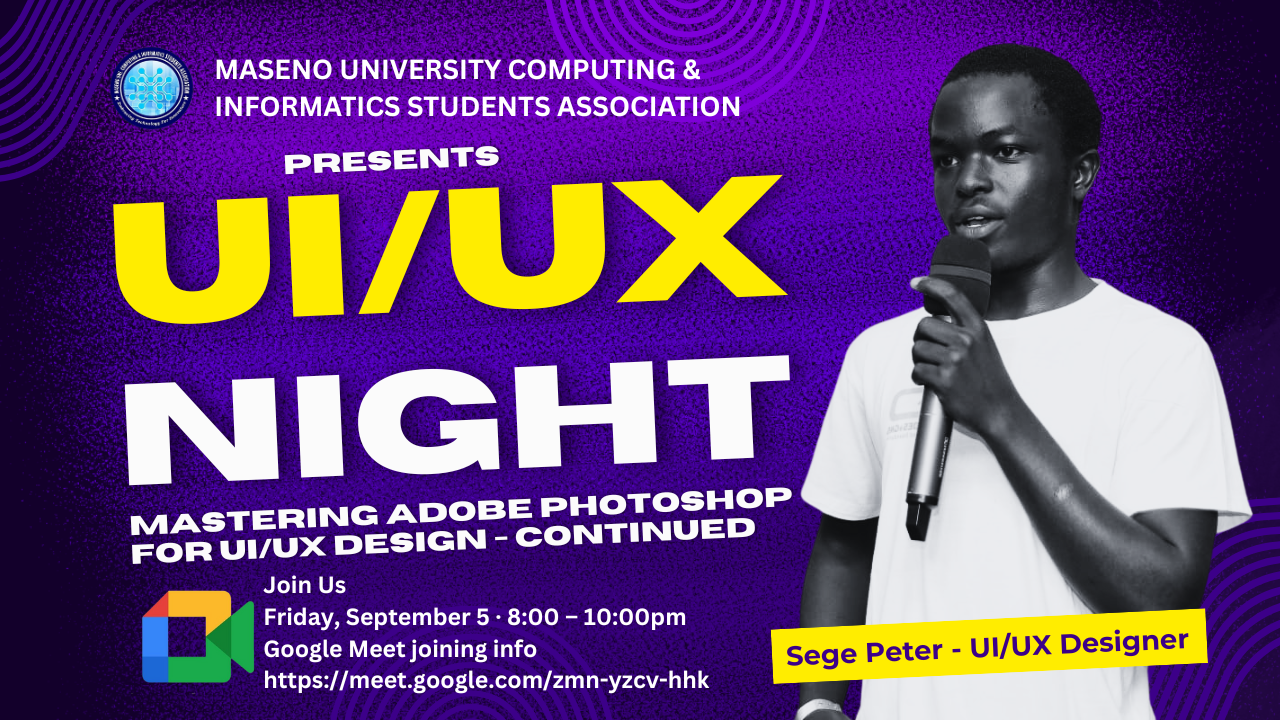 MASENO UNIVERSITY COMPUTING &
INFORMATICS STUDENTS ASSOCIATION
PRESENTS
UI/UX
NIGHT
MASTERING ADOBE PHOTOSHOP
FOR UI/UX DESIGN - CONTINUED
Join Us
Friday, September 5 · 8:00 – 10:00pm
Google Meet joining info
https://meet.google.com/zmn-yzcv-hhk
Sege Peter - UI/UX Designer